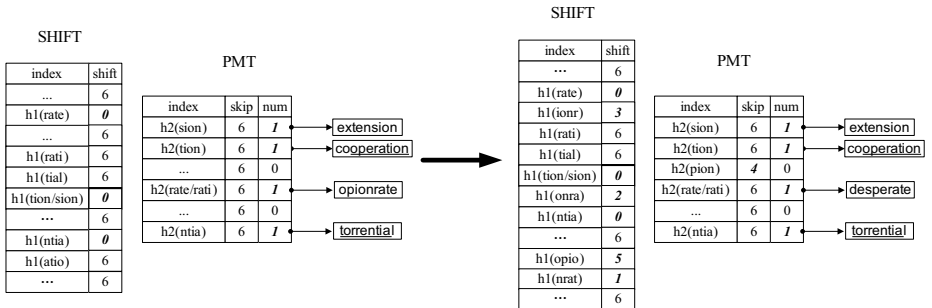 SHIFT
index shift
... 6
h1(rate) 0
... 6
h1(rati) 6
h1(tial) 6
h1(tion/sion) 0
... 6
h1(ntia) 0
h1(atio) 6
... 6
PMT
index skip num
h2(sion) 6 1 extension
h2(tion) 6 1 cooperation
... 6 0
h2(rate/rati) 6 1 opionrate
... 6 0
h2(ntia) 6 1 torrential
SHIFT
index shift
... 6
h1(rate) 0
h1(ionr) 3
h1(rati) 6
h1(tial) 6
h1(tion/sion) 0
h1(onra) 2
h1(ntia) 0
... 6
h1(opio) 5
h1(nrat) 1
... 6
PMT
index skip num
h2(sion) 6 1 extension
h2(tion) 6 1 cooperation
h2(pion) 4 0
h2(rate/rati) 6 1 desperate
... 6 0
h2(ntia) 6 1 torrential